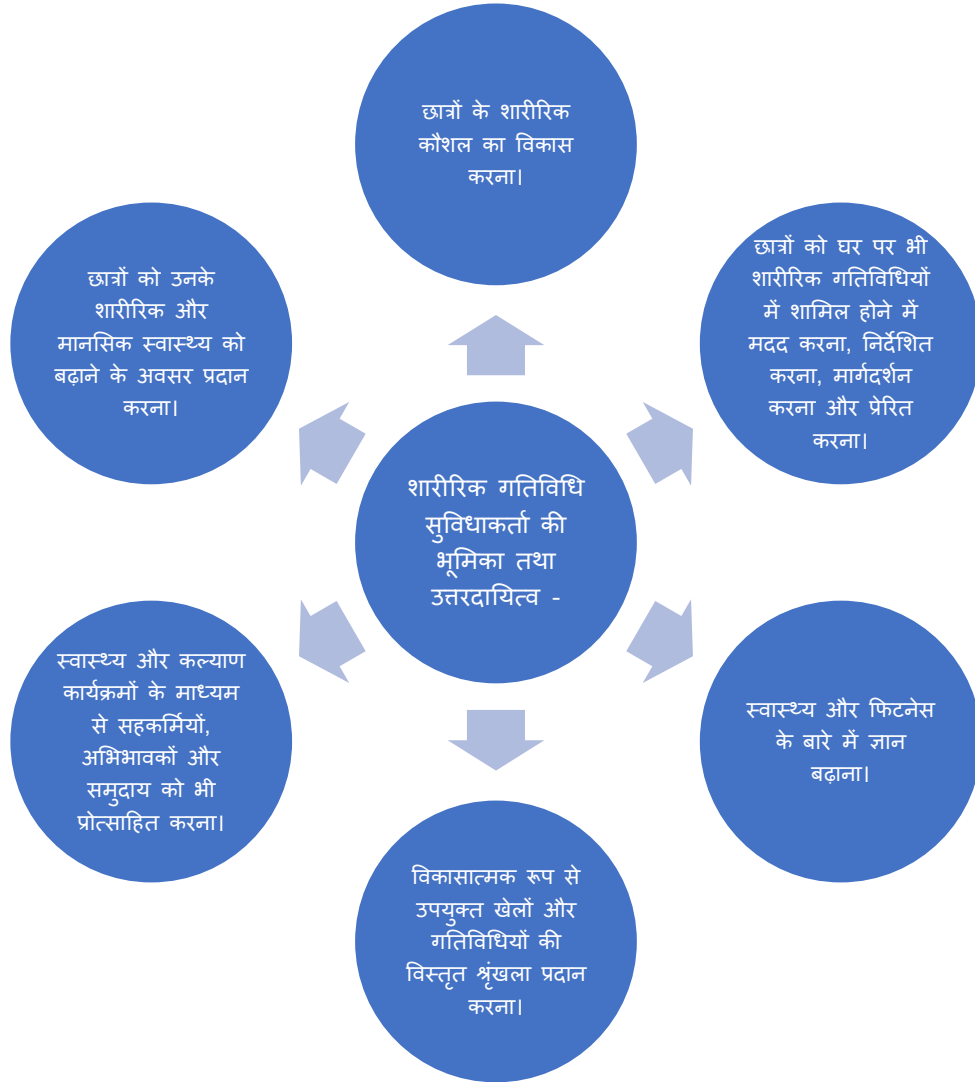 छात्रों के शारीरिक
कौशल का विकास
करना।
छात्रों को घर पर भी
शारीरिक गतिविधियों
में शामिल होने में
मदद करना, निर्देशित
करना, मार्गदर्शन
करना और प्रेरित
करना।
छात्रों को उनके
शारीरिक और
मानसिक स्वास्थ्य को
बढ़ाने के अवसर प्रदान
करना।
शारीरिक गतिविधि
सुविधाकर्ता की
भूमिका तथा
उत्तरदायित्व -
स्वास्थ्य और कल्याण
कार्यक्रमों के माध्यम
से सहकर्मियों,
अभिभावकों और
समुदाय को भी
प्रोत्साहित करना।
स्वास्थ्य और फिटनेस
के बारे में ज्ञान
बढ़ाना।
विकासात्मक रूप से
उपयुक्त खेलों और
गतिविधियों की
विस्तृत श्रृंखला प्रदान
करना।